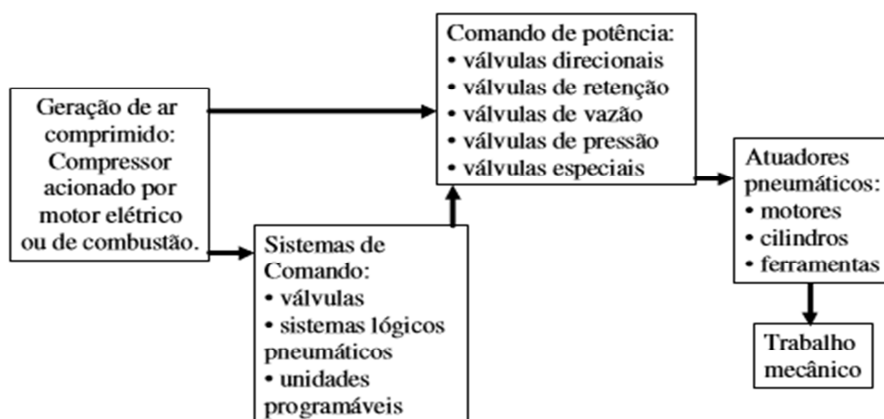 Geração de ar
comprimido:
Compressor
acionado por
motor elétrico
ou de combustão.
Sistemas de
Comando:
• válvulas
• sistemas lógicos
pneumáticos
• unidades
programáveis
Comando de potência:
• válvulas direcionais
• válvulas de retenção
• válvulas de vazão
• válvulas de pressão
• válvulas especiais
Atuadores
pneumáticos:
• motores
• cilindros
• ferramentas
Trabalho
mecânico